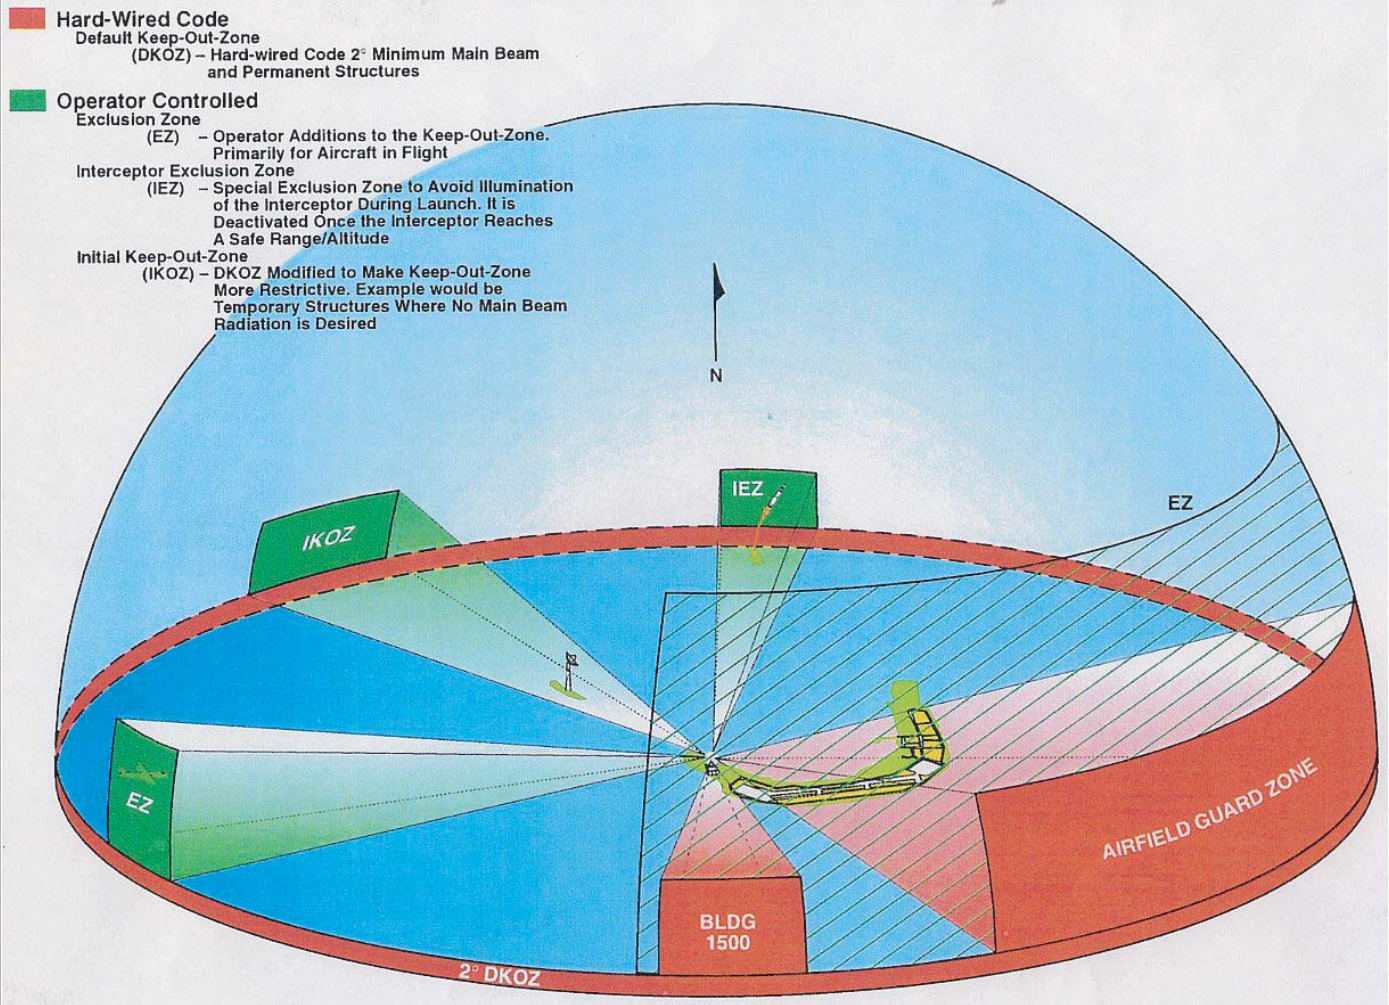 Hard-Wired Code
Default Keep-Out-Zone
(DKOZ) – Hard-wired Code 2° Minimum Main Beam
and Permanent Structures
Operator Controlled
Exclusion Zone
(EZ) – Operator Additions to the Keep-Out-Zone.
Primarily for Aircraft in Flight
Interceptor Exclusion Zone
(IEZ) – Special Exclusion Zone to Avoid Illumination
of the Interceptor During Launch. It is
Deactivated Once the Interceptor Reaches
A Safe Range/Altitude
Initial Keep-Out-Zone
(IKOZ) – DKOZ Modified to Make Keep-Out-Zone
More Restrictive. Example would be
Temporary Structures Where No Main Beam
Radiation is Desired
N
IEZ
EZ
IKOZ
EZ
AIRFIELD GUARD ZONE
BLDG
1500
2° DKOZ